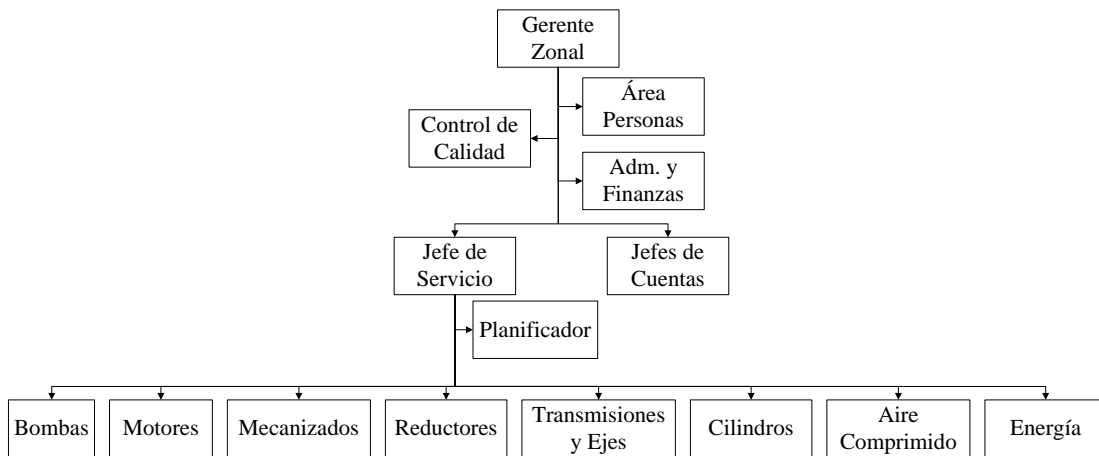 Gerente
Zonal
Área
Personas
Control de
Calidad
Adm. y
Finanzas
Jefe de
Servicio
Jefes de
Cuentas
Planificador
Bombas
Motores
Mecanizados
Reductores
Transmisiones
y Ejes
Cilindros
Aire
Comprimido
Energía